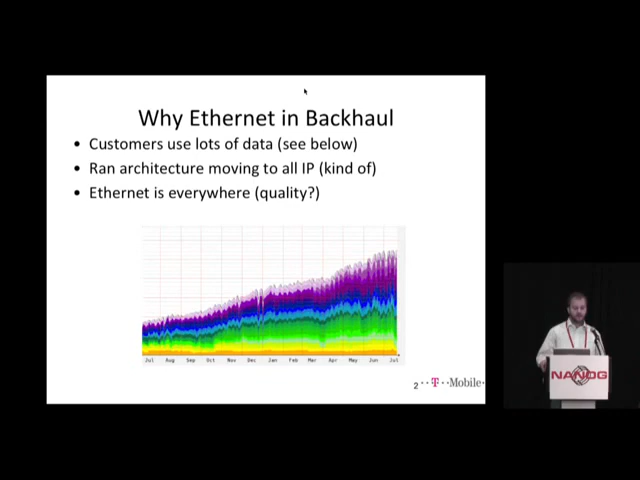 Why Ethernet in Backhaul
• Customers use lots of data (see below)
• Ran architecture moving to all IP (kind of)
• Ethernet is everywhere (quality?)
Jul Aug Sep Oct Nov Dec Jan Feb Mar Apr May Jun Jul
2 ··T··Mobile·
NANOG